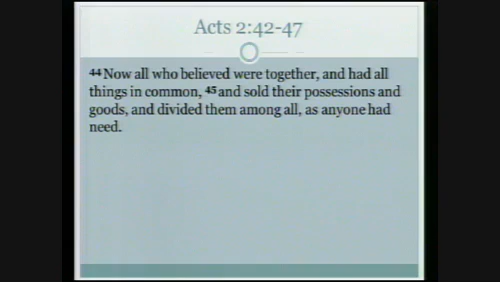 Acts 2:42-47
44 Now all who believed were together, and had all
things in common, 45 and sold their possessions and
goods, and divided them among all, as anyone had
need.